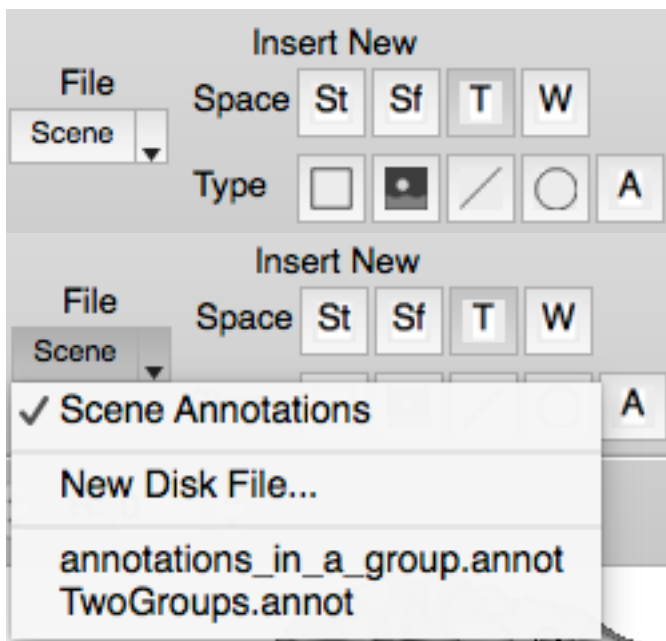 Insert New
File
Space St Sf T W
Scene
Type A
Insert New
File
Space St Sf T W
Scene
A
✓ Scene Annotations
New Disk File...
annotations_in_a_group.annot
TwoGroups.annot